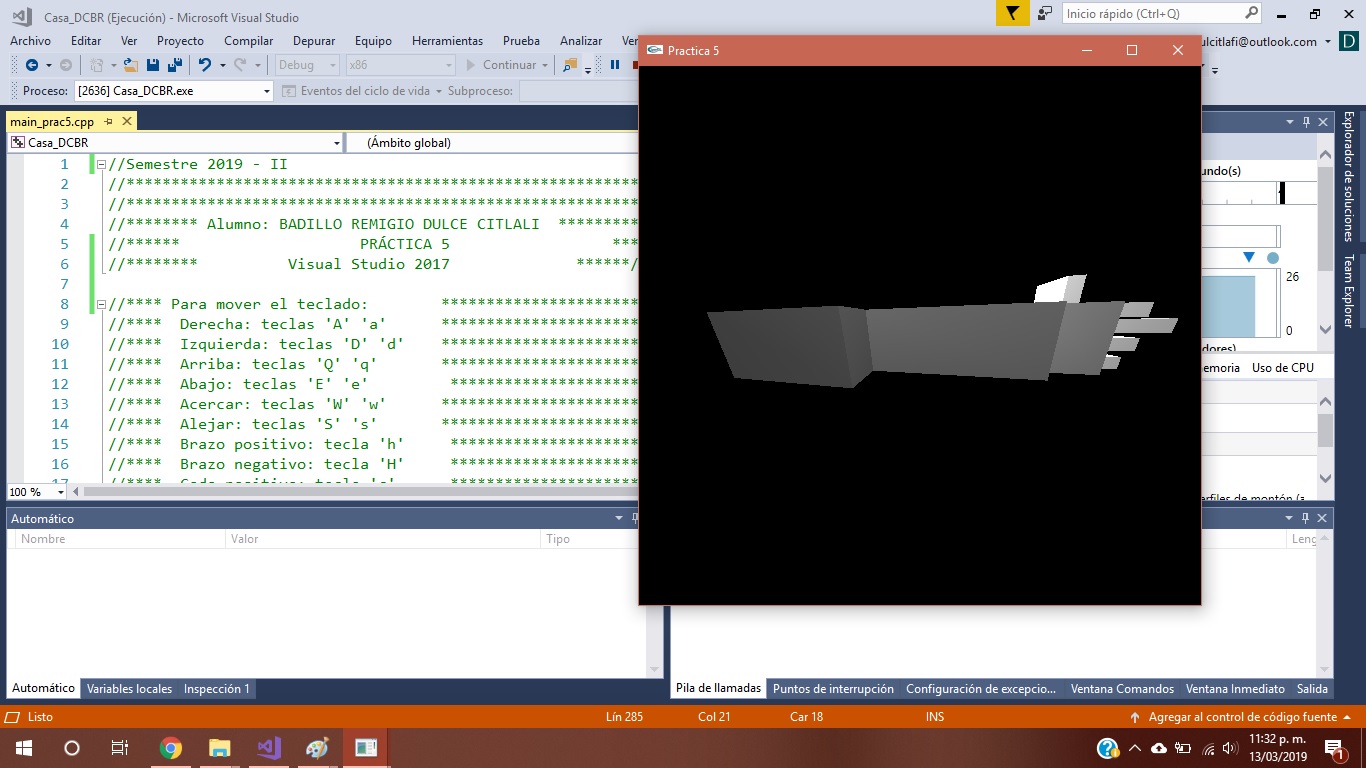 Casa_DCBR (Ejecución) - Microsoft Visual Studio
Inicio rápido (Ctrl+Q)
Archivo Editar Ver Proyecto Compilar Depurar Equipo Herramientas Prueba Analizar
ulcitlafi@outlook.com D
Debug x86 Continuar
Proceso: [2636] Casa_DCBR.exe Eventos del ciclo de vida Subproceso:
Practica 5
main_prac5.cpp
Casa_DCBR (Ámbito global)
1 //Semestre 2019 - II
2 //***********************************************************
3 //***********************************************************
4 //******** Alumno: BADILLO REMIGIO DULCE CITLALI *********
5 //****** PRÁCTICA 5 ***
6 //******** Visual Studio 2017 ******/
7
8 //**** Para mover el teclado: **********************
9 //**** Derecha: teclas 'A' 'a' **********************
10 //**** Izquierda: teclas 'D' 'd' **********************
11 //**** Arriba: teclas 'Q' 'q' **********************
12 //**** Abajo: teclas 'E' 'e' *********************
13 //**** Acercar: teclas 'W' 'w' **********************
14 //**** Alejar: teclas 'S' 's' **********************
15 //**** Brazo positivo: tecla 'h' *********************
16 //**** Brazo negativo: tecla 'H' *********************
100 %
undo(s)
26
0
emoria Uso de CPU
Explorador de soluciones
Team Explorer
Automático
Nombre Valor Tipo
Leng
Automático Variables locales Inspección 1
Pila de llamadas Puntos de interrupción Configuración de excepcio... Ventana Comandos Ventana Inmediato Salida
Listo Lín 285 Col 21 Car 18 INS Agregar al control de código fuente
11:32 p. m.
13/03/2019
1